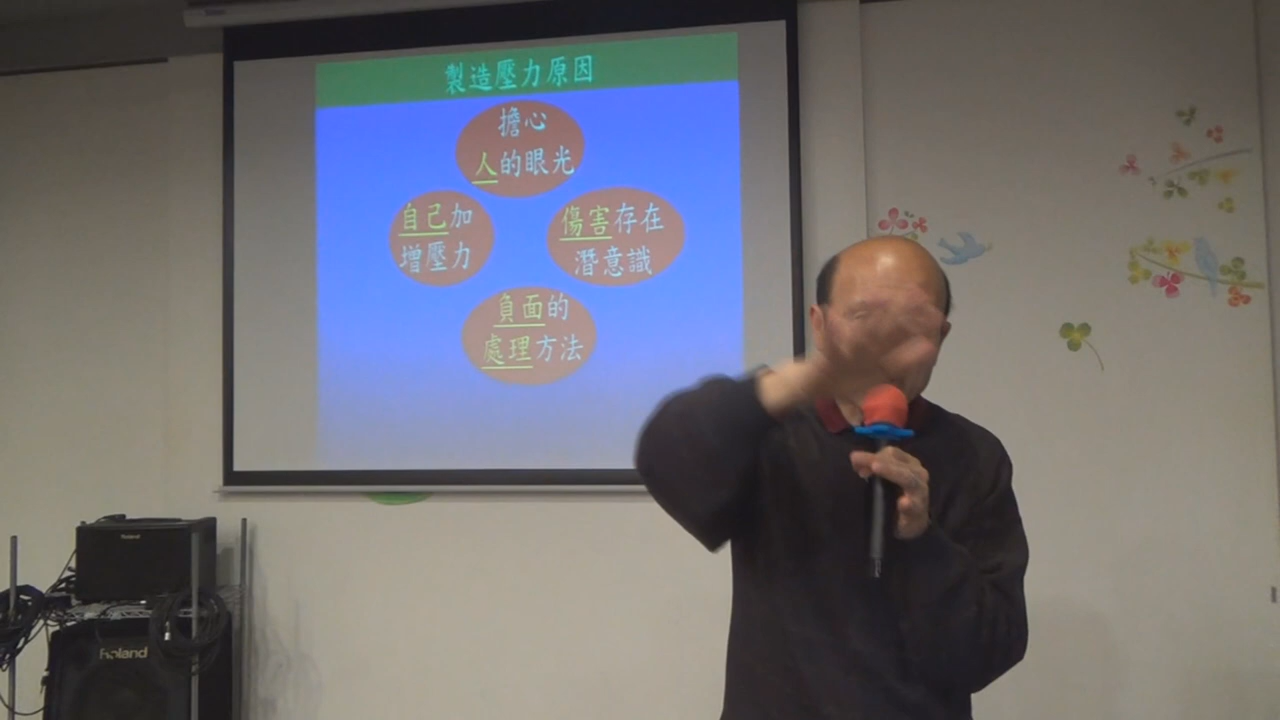 製造壓力原因
擔心
人的眼光
自己加
增壓力
傷害存在
潛意識
負面的
處理方法
Roland
Roland